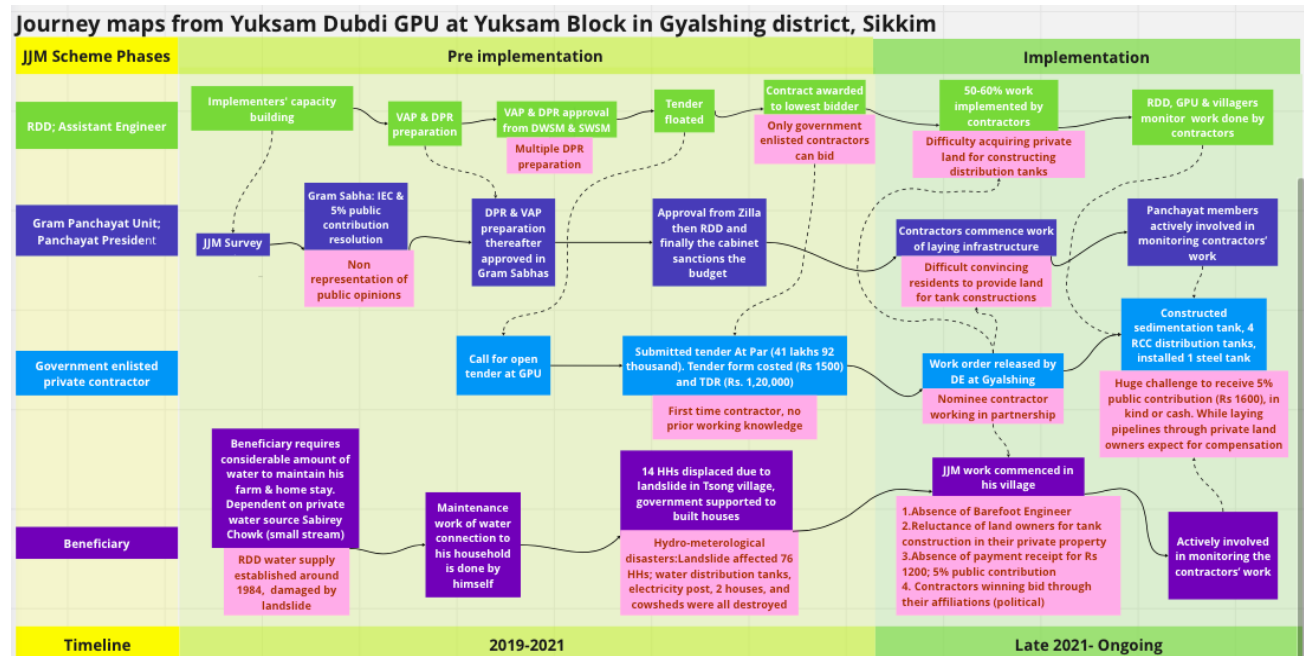 Journey maps from Yuksam Dubdi GPU at Yuksam Block in Gyalshing district, Sikkim
JJM Scheme Phases
Pre implementation
Implementation
RDD; Assistant Engineer
Implementers' capacity
building
VAP & DPR
preparation
VAP & DPR approval
from DWSM & SWSM
Multiple DPR
preparation
Tender
floated
Contract awarded
to lowest bidder
Only government
enlisted contractors
can bid
50-60% work
implemented by
contractors
Difficulty acquiring private
land for constructing
distribution tanks
RDD, GPU & villagers
monitor work done by
contractors
Gram Panchayat Unit;
Panchayat President
JJM Survey
Gram Sabha: IEC &
5% public
contribution
resolution
Non
representation of
public opinions
DPR & VAP
preparation
thereafter
approved in
Gram Sabhas
Approval from Zilla
then RDD and
finally the cabinet
sanctions the
budget
Contractors commence work
of laying infrastructure
Difficult convincing
residents to provide land
for tank constructions
Panchayat members
actively involved in
monitoring contractors'
work
Government enlisted
private contractor
Call for open
tender at GPU
Submitted tender At Par (41 lakhs 92
thousand). Tender form costed (Rs 1500)
and TDR (Rs. 1,20,000)
First time contractor, no
prior working knowledge
Work order released by
DE at Gyalshing
Nominee contractor
working in partnership
Constructed
sedimentation tank, 4
RCC distribution tanks,
installed 1 steel tank
Huge challenge to receive 5%
public contribution (Rs 1600), in
kind or cash. While laying
pipelines through private land
owners expect for compensation
Beneficiary
Beneficiary requires
considerable amount of
water to maintain his
farm & home stay.
Dependent on private
water source Sabirey
Chowk (small stream)
RDD water supply
established around
1984, damaged by
landslide
Maintenance
work of water
connection to
his household
is done by
himself
14 HHs displaced due to
landslide in Tsong village,
government supported to
built houses
Hydro-meterological
disasters:Landslide affected 76
HHs; water distribution tanks,
electricity post, 2 houses, and
cowsheds were all destroyed
JJM work commenced in
his village
1.Absence of Barefoot Engineer
2.Reluctance of land owners for tank
construction in their private property
3.Absence of payment receipt for Rs
1200; 5% public contribution
4. Contractors winning bid through
their affiliations (political)
Actively involved
in monitoring the
contractors' work
Timeline
2019-2021
Late 2021- Ongoing